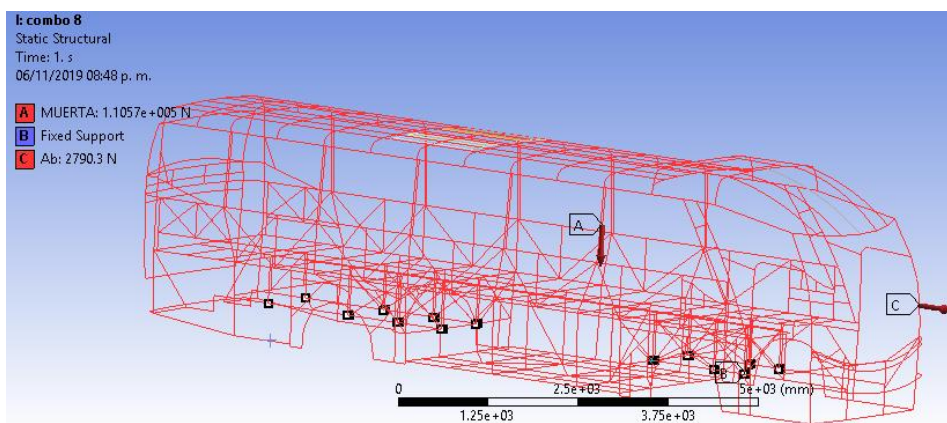 I: combo 8
Static Structural
Time: 1. s
06/11/2019 08:48 p. m.
A MUERTA: 1.1057e+005 N
B Fixed Support
C Ab: 2790.3 N
A
C
B
0 2.5e+03 5e+03 (mm)
1.25e+03 3.75e+03